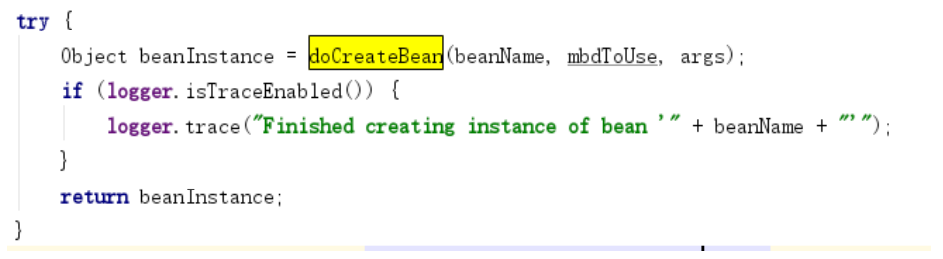 try {
    Object beanInstance = doCreateBean(beanName, mbdToUse, args);
    if (logger.isTraceEnabled()) {
        logger.trace("Finished creating instance of bean '" + beanName + "'");
    }
    return beanInstance;
}